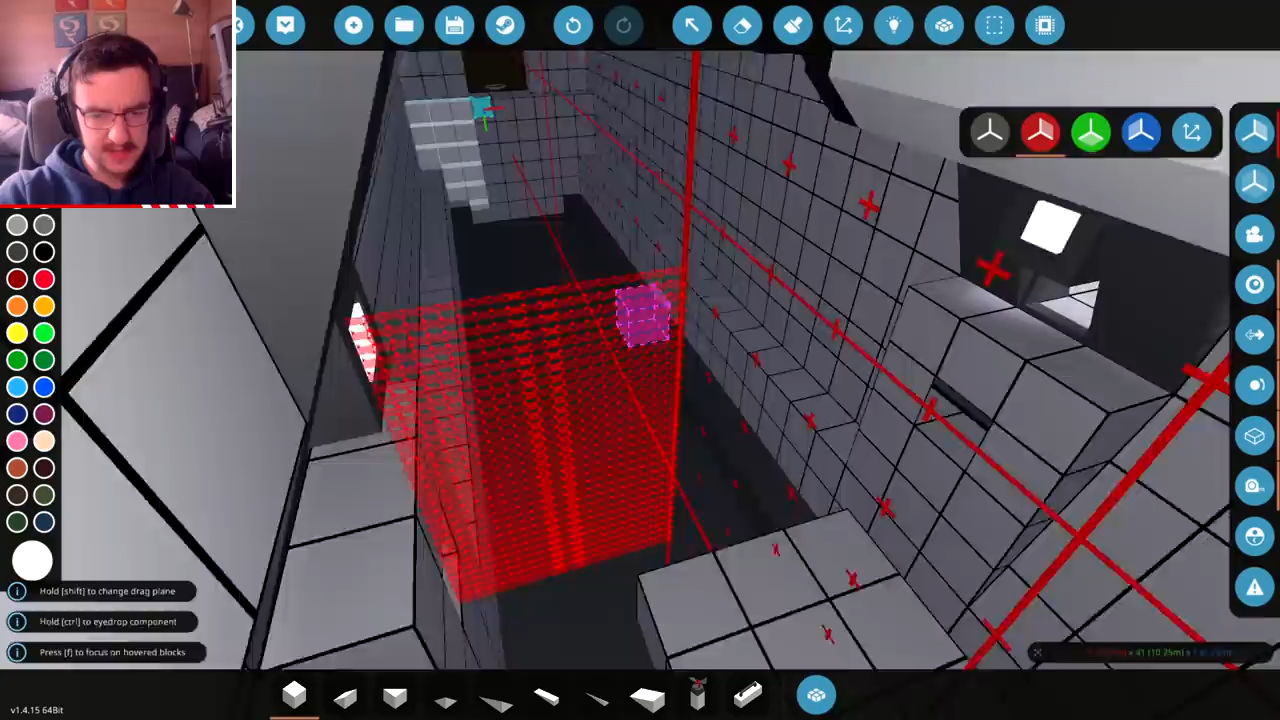 Hold [shift] to change drag plane
Hold [ctrl] to eyedrop component
Press [f] to focus on hovered blocks
v1.4.15 64Bit